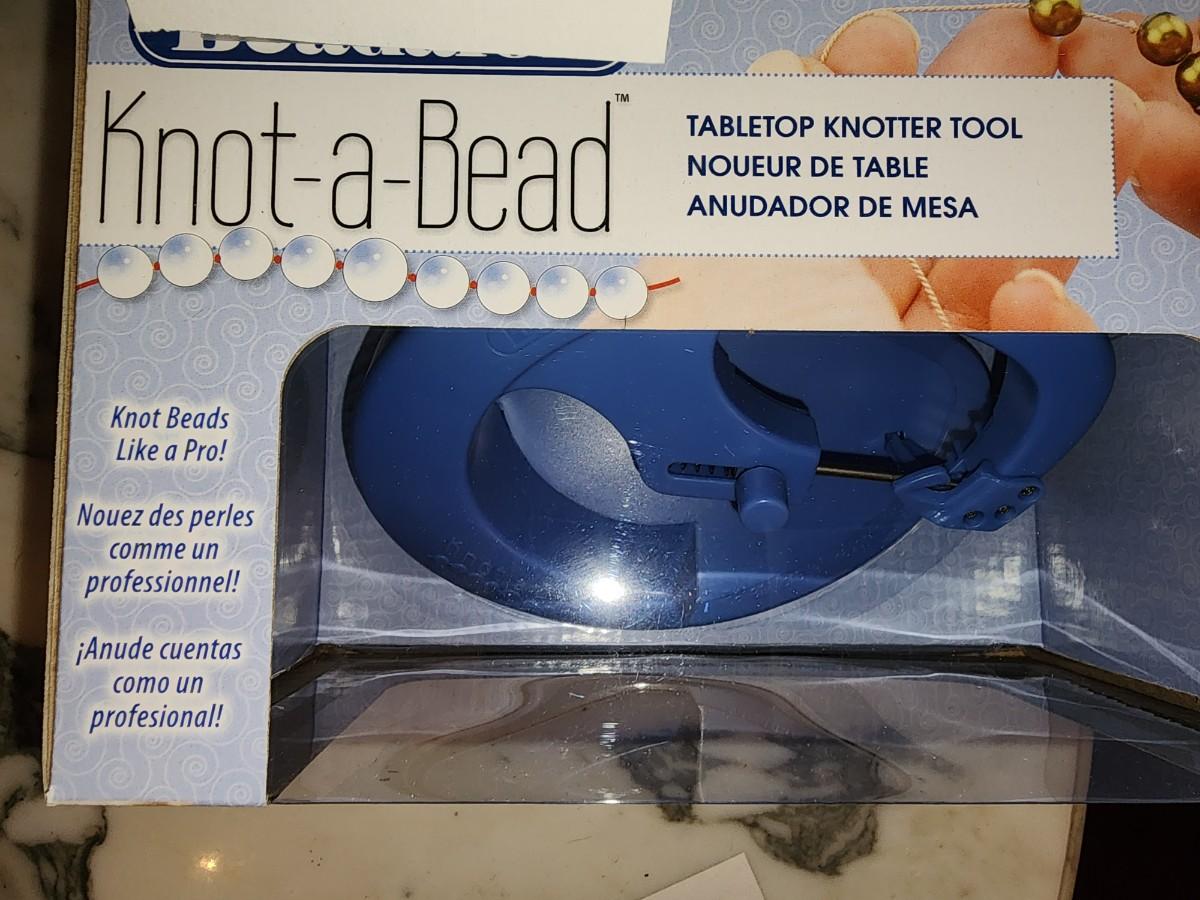 Knot-a-Bead™
TABLETOP KNOTTER TOOL
NOUEUR DE TABLE
ANUDADOR DE MESA
Knot Beads
Like a Pro!
Nouez des perles
comme un
professionnel!
¡Anude cuentas
como un
profesional!